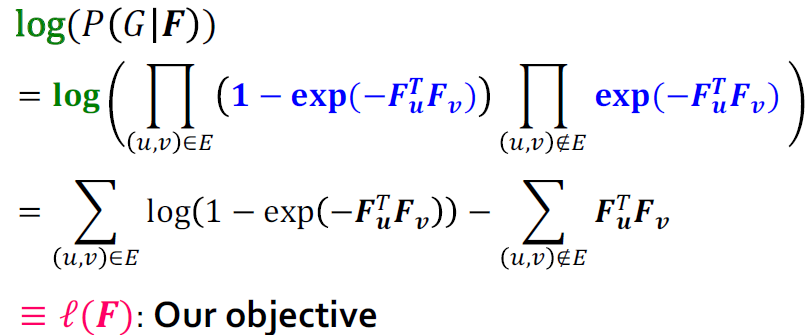 log(P(G|F))
= log(∏_{(u,v)∈E} (1 − exp(−F_u^T F_v)) ∏_{(u,v)∉E} exp(−F_u^T F_v))
= ∑_{(u,v)∈E} log(1 − exp(−F_u^T F_v)) − ∑_{(u,v)∉E} F_u^T F_v
≡ ℓ(F): Our objective